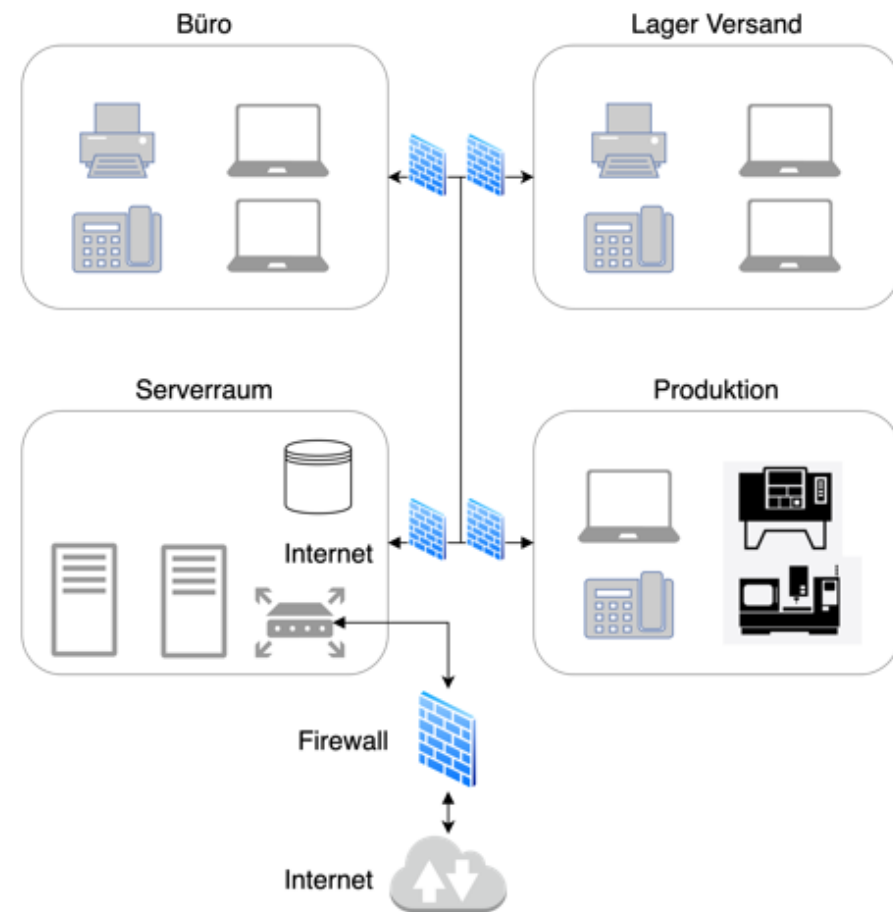 Büro
Lager Versand
Serverraum
Produktion
Internet
Firewall
Internet